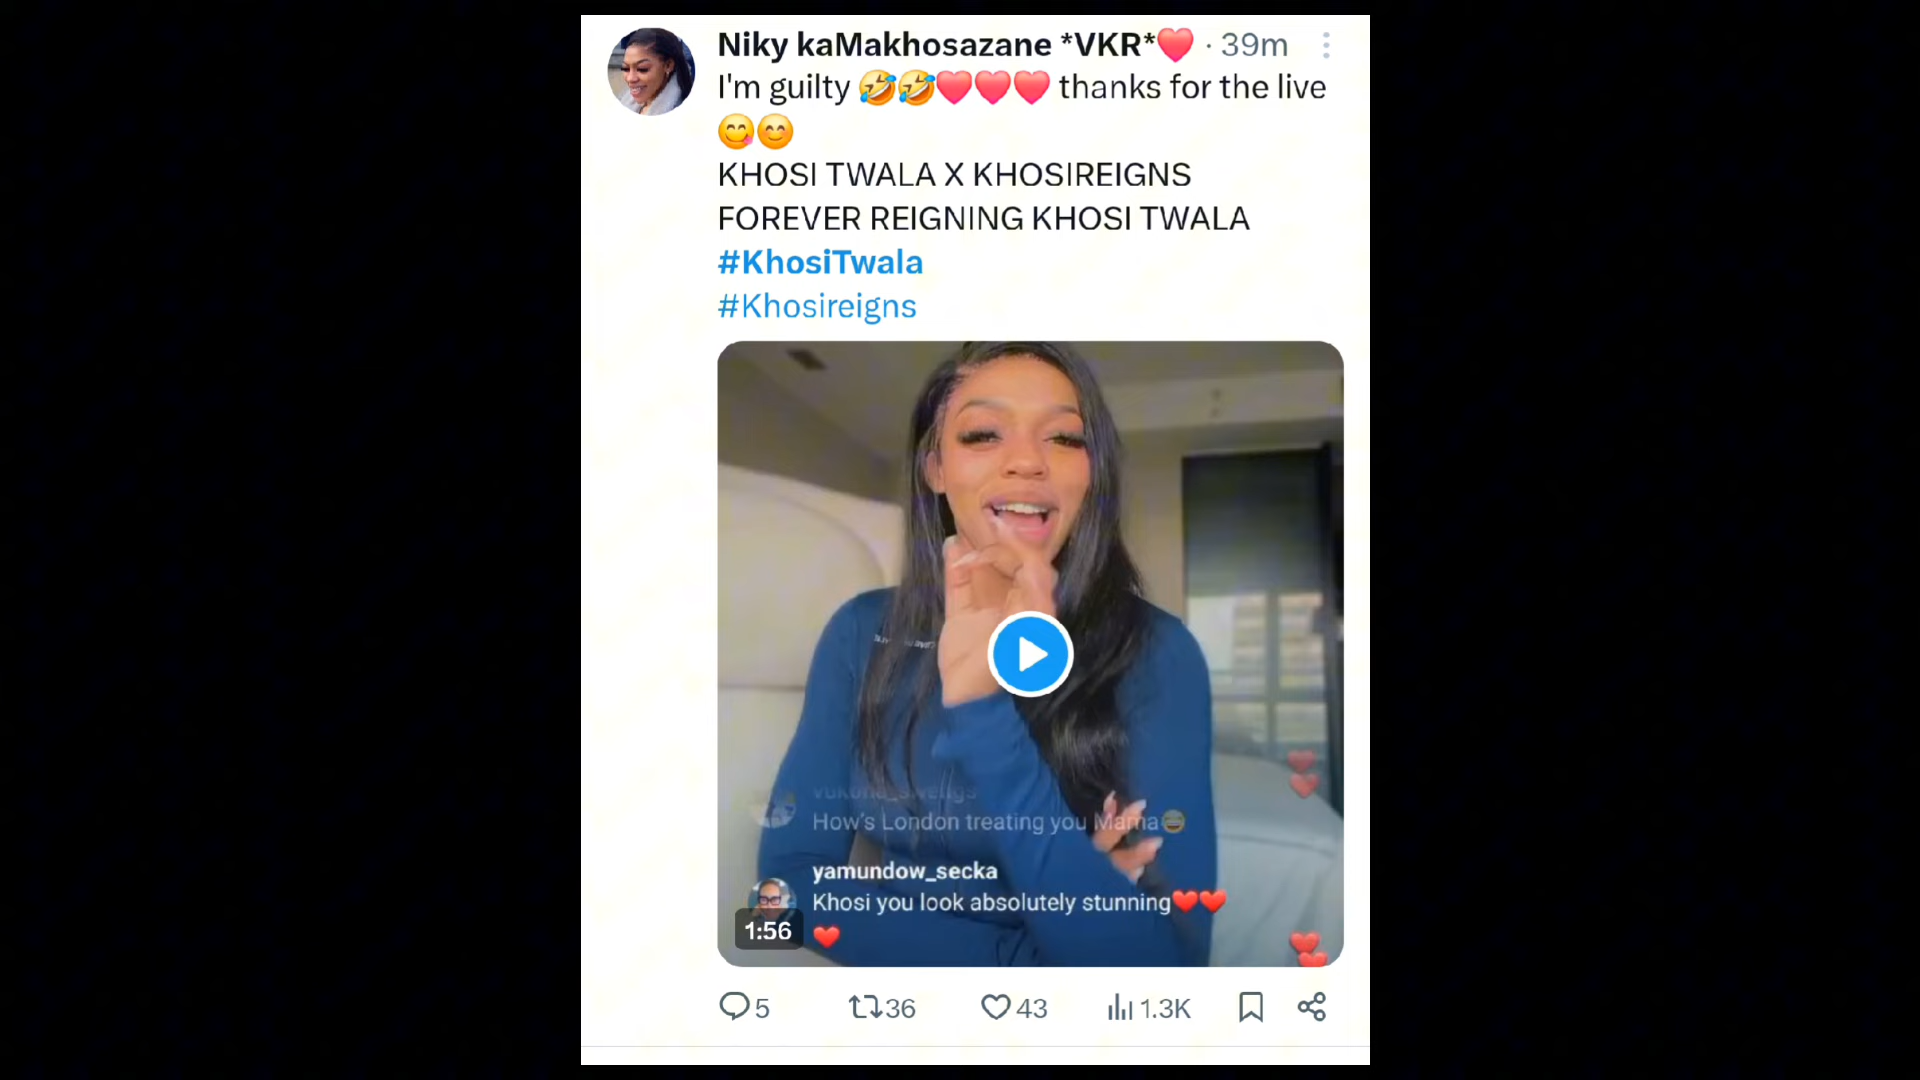 Niky kaMakhosazane *VKR*❤️ · 39m
I'm guilty 🤣🤣❤️❤️❤️ thanks for the live
😋😊
KHOSI TWALA X KHOSIREIGNS
FOREVER REIGNING KHOSI TWALA
#KhosiTwala
#Khosireigns
How's London treating you Mama😂
yamundow_secka
Khosi you look absolutely stunning❤️❤️
❤️
1:56
5 36 43 1.3K